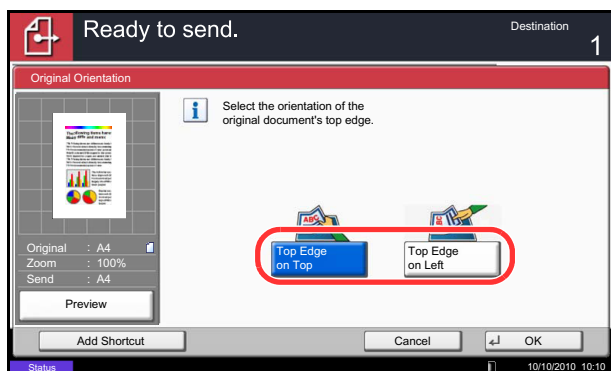 Ready to send.
Destination
1
Original Orientation
Select the orientation of the
original document's top edge.
ABC
Top Edge
on Top
Top Edge
on Left
Original : A4
Zoom : 100%
Send : A4
Preview
Add Shortcut
Cancel
OK
Status
10/10/2010 10:10